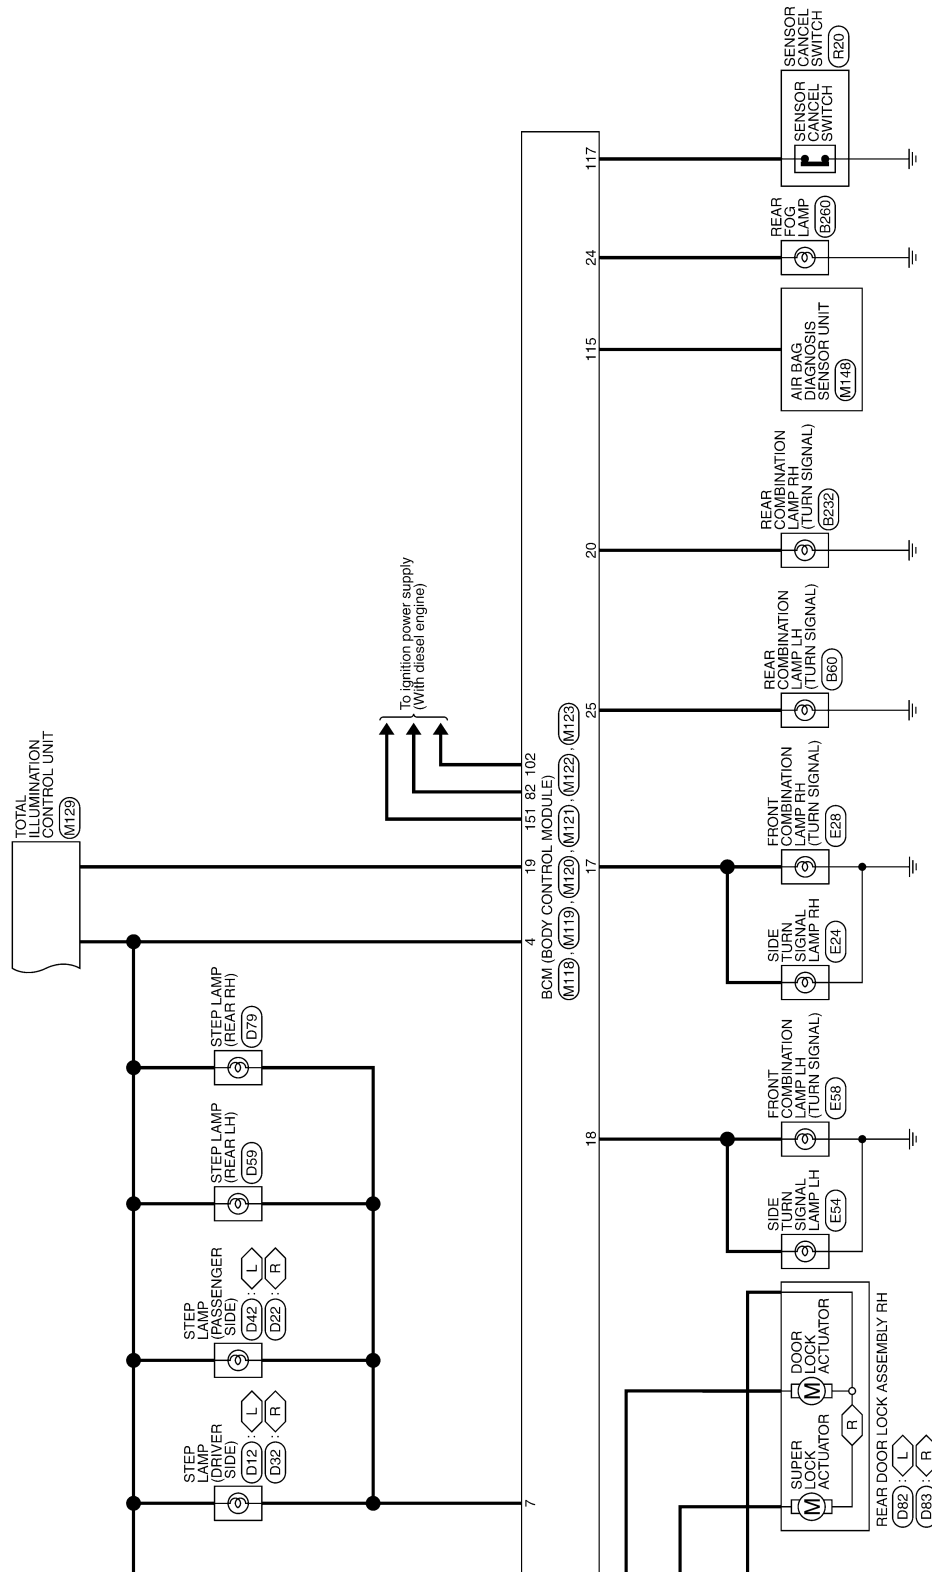 TOTAL
ILLUMINATION
CONTROL UNIT
M129
STEP
LAMP
(DRIVER
SIDE)
D12 : L
D32 : R
STEP
LAMP
(PASSENGER
SIDE)
D42 : L
D22 : R
STEP LAMP
(REAR LH)
D59
STEP LAMP
(REAR RH)
D79
To ignition power supply
(With diesel engine)
7
4
19
151
82
102
BCM (BODY CONTROL MODULE)
M118 , M119 , M120 , M121 , M122 , M123
18
17
25
20
115
24
117
SUPER
LOCK
ACTUATOR
M
DOOR
LOCK
ACTUATOR
M
R
REAR DOOR LOCK ASSEMBLY RH
D82 : L
D83 : R
SIDE
TURN
SIGNAL
LAMP LH
E54
FRONT
COMBINATION
LAMP LH
(TURN SIGNAL)
E58
SIDE
TURN
SIGNAL
LAMP RH
E24
FRONT
COMBINATION
LAMP RH
(TURN SIGNAL)
E28
REAR
COMBINATION
LAMP LH
(TURN SIGNAL)
B60
REAR
COMBINATION
LAMP RH
(TURN SIGNAL)
B232
AIR BAG
DIAGNOSIS
SENSOR UNIT
M148
REAR
FOG
LAMP
B260
SENSOR
CANCEL
SWITCH
SENSOR
CANCEL
SWITCH
R20